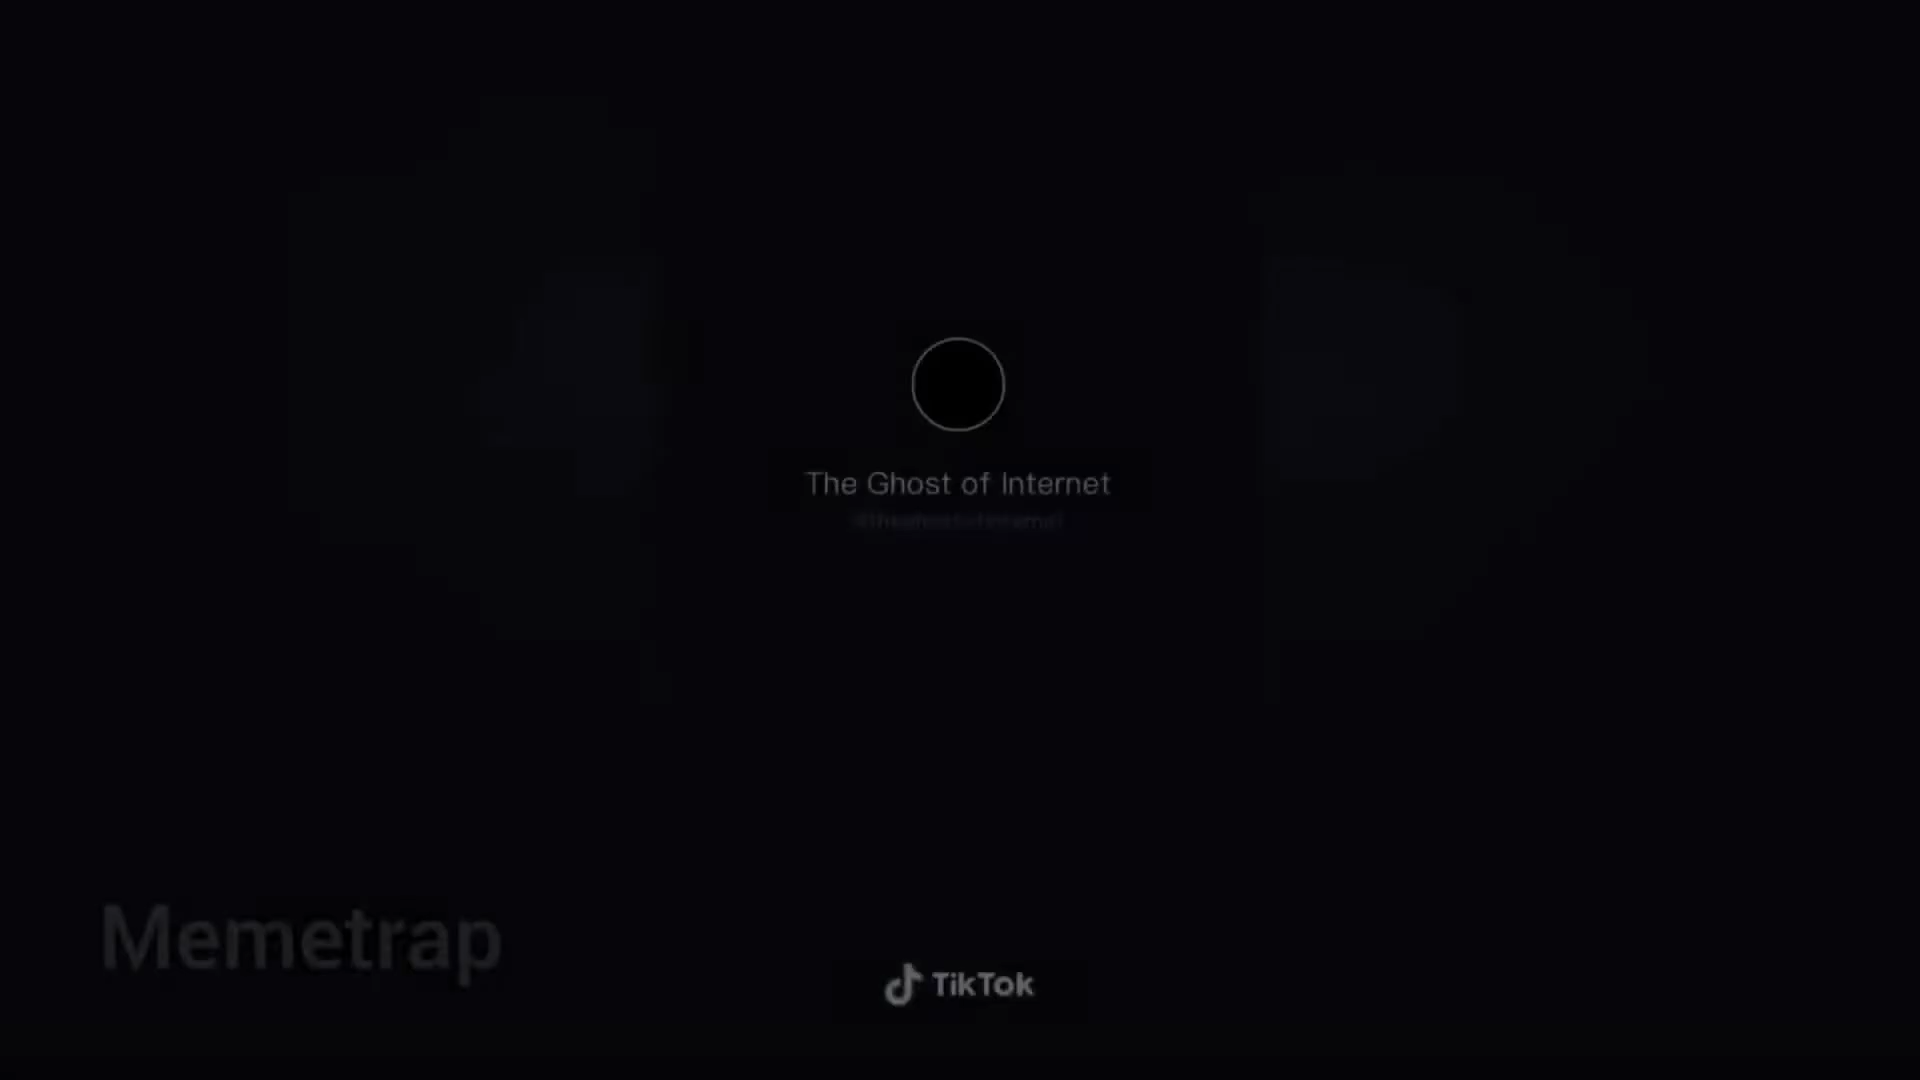 The Ghost of Internet
Memetrap
TikTok